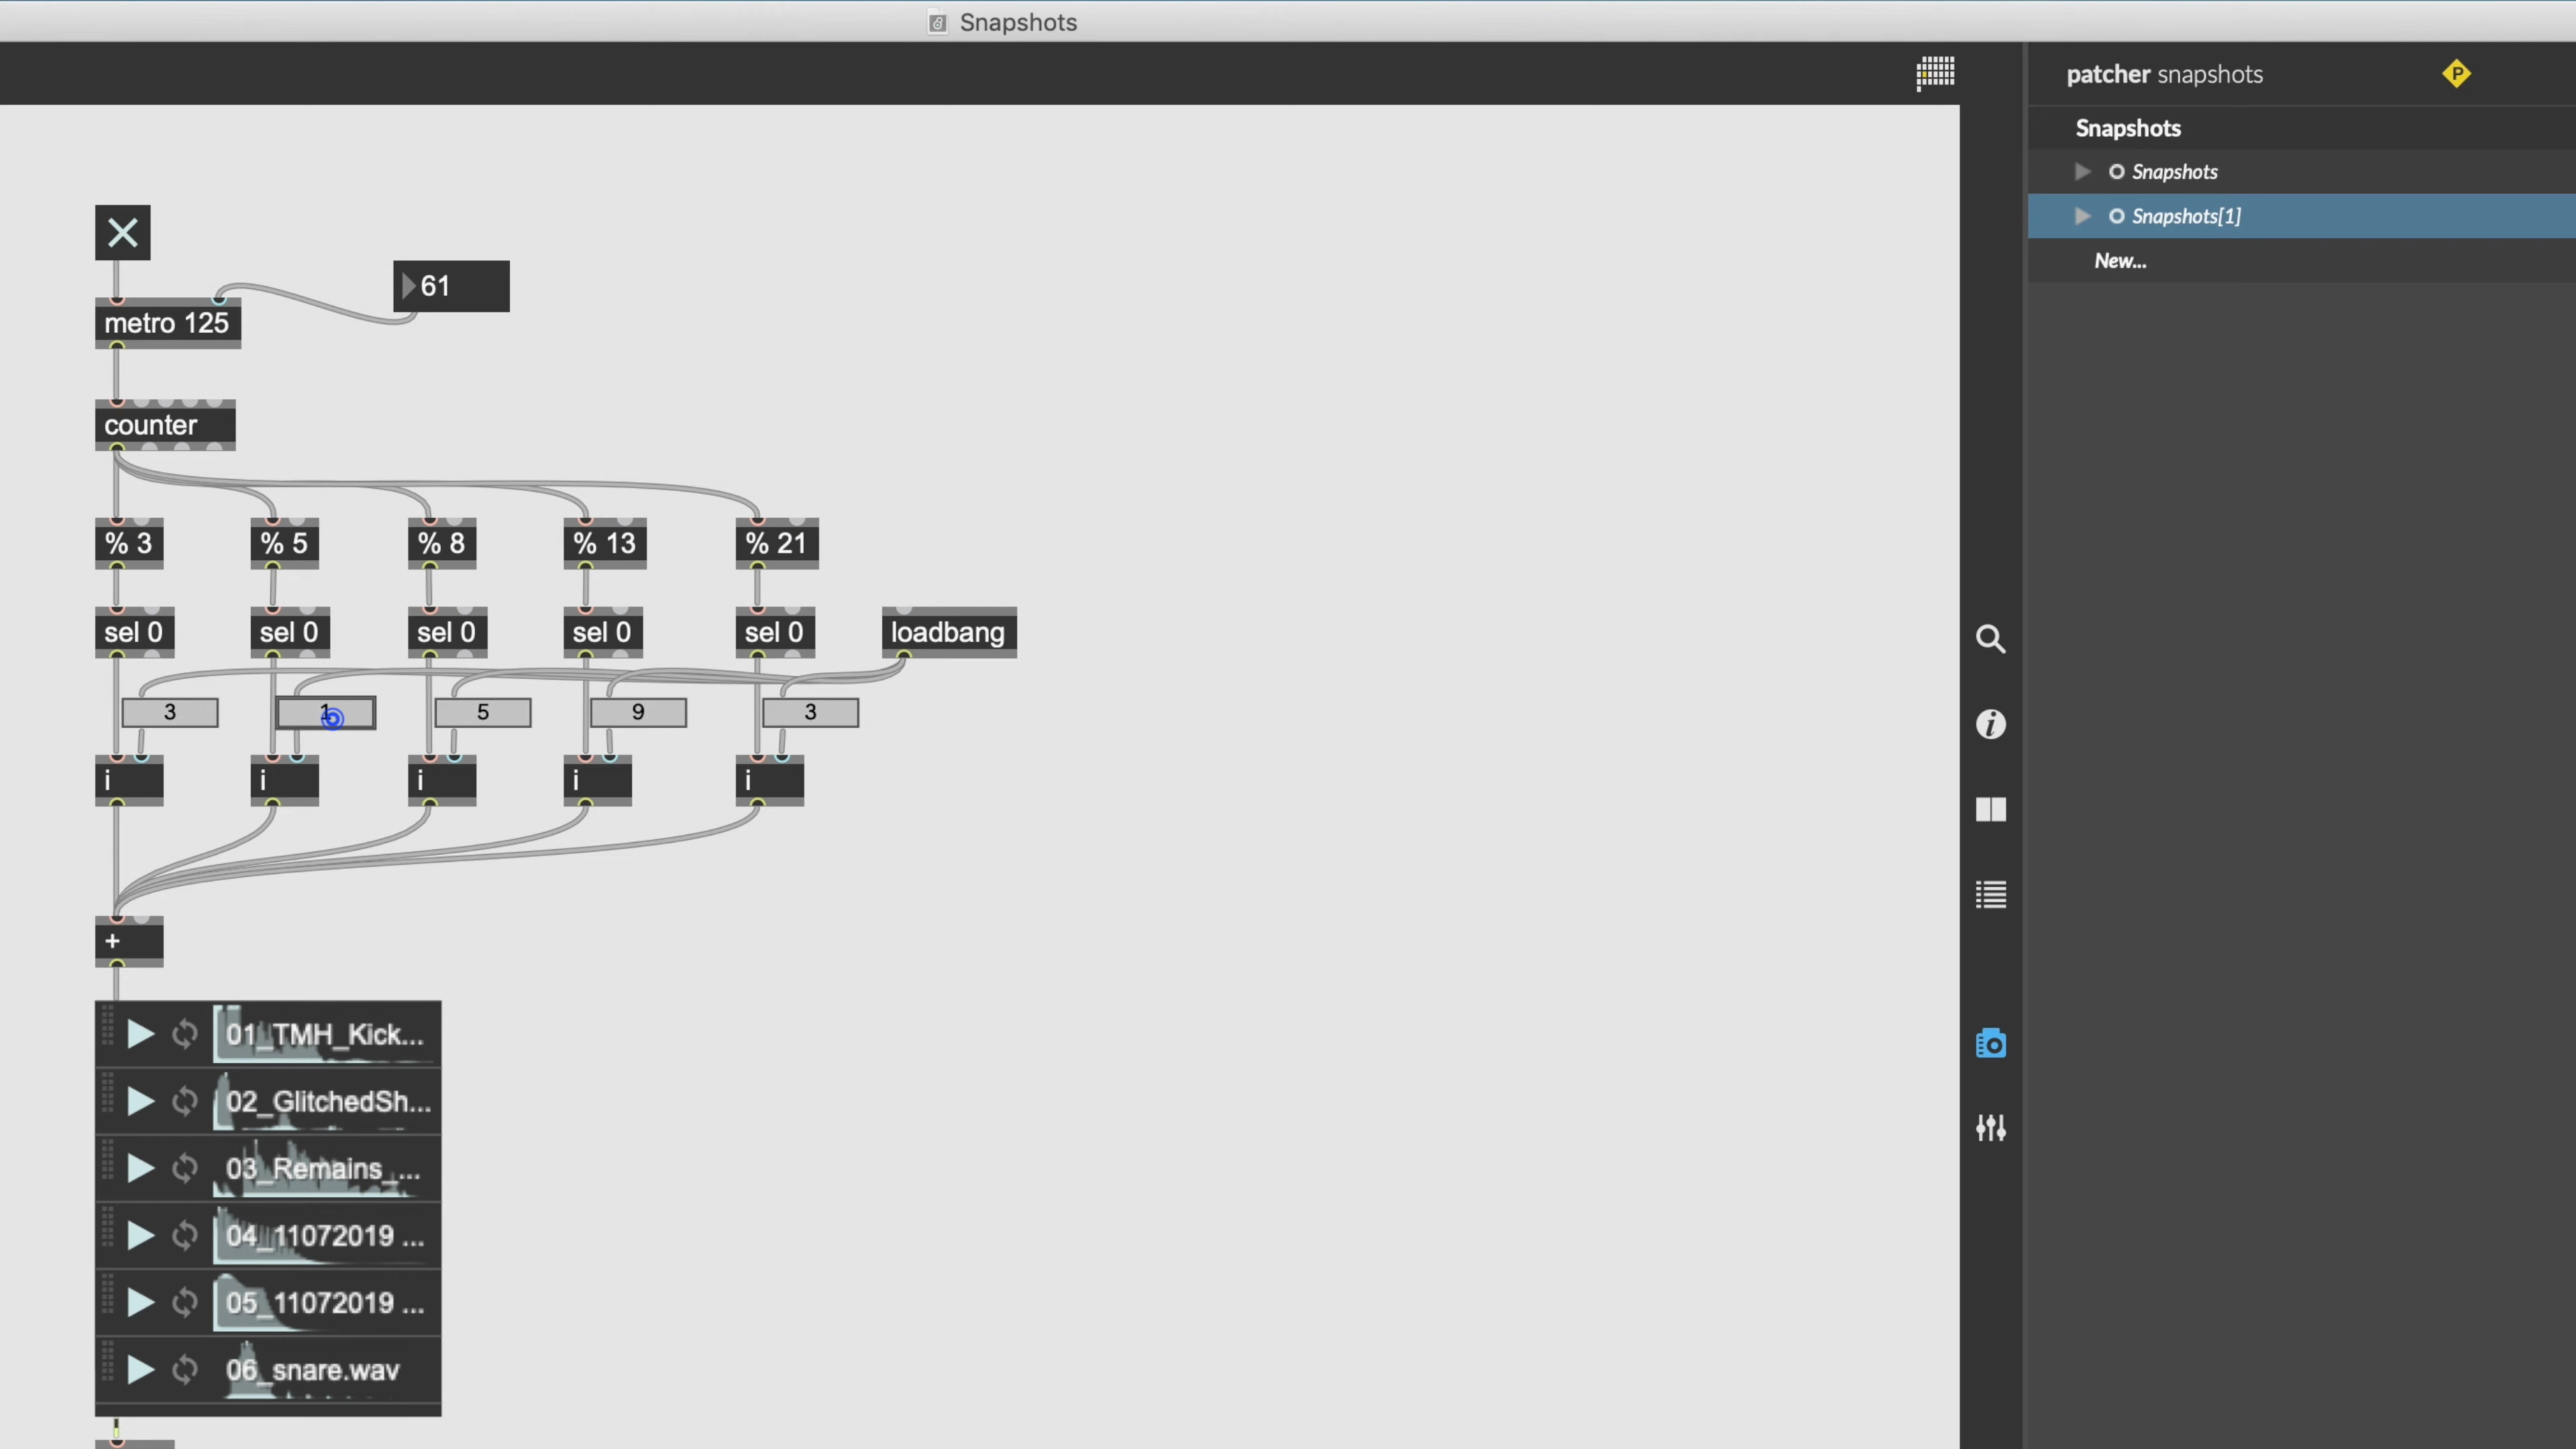 Snapshots
patcher snapshots
P
Snapshots
Snapshots
Snapshots[1]
New...
61
metro 125
counter
% 3 % 5 % 8 % 13 % 21
sel 0 sel 0 sel 0 sel 0 sel 0 loadbang
3 1 5 9 3
i i i i i
+
01_TMH_Kick...
02_GlitchedSh...
03_Remains_...
04_11072019 ...
05_11072019 ...
06_snare.wav